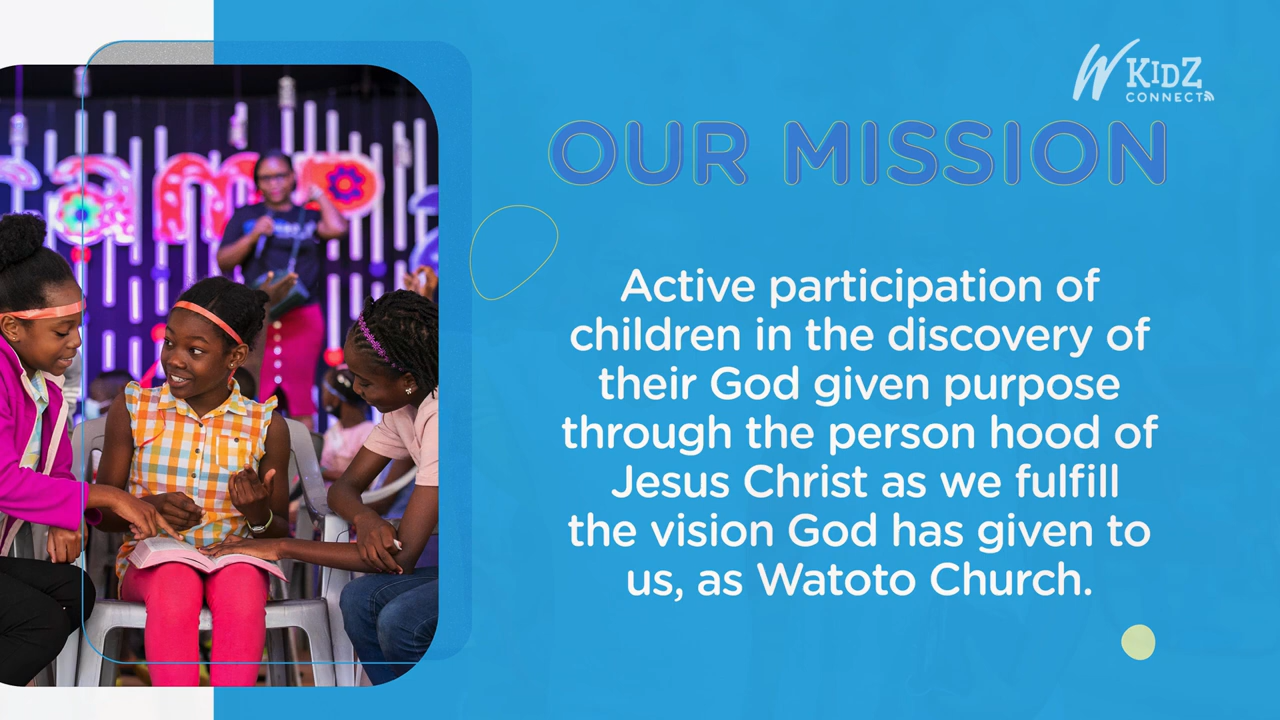 W KIDZ
CONNECT
OUR MISSION
Active participation of
children in the discovery of
their God given purpose
through the person hood of
Jesus Christ as we fulfill
the vision God has given to
us, as Watoto Church.